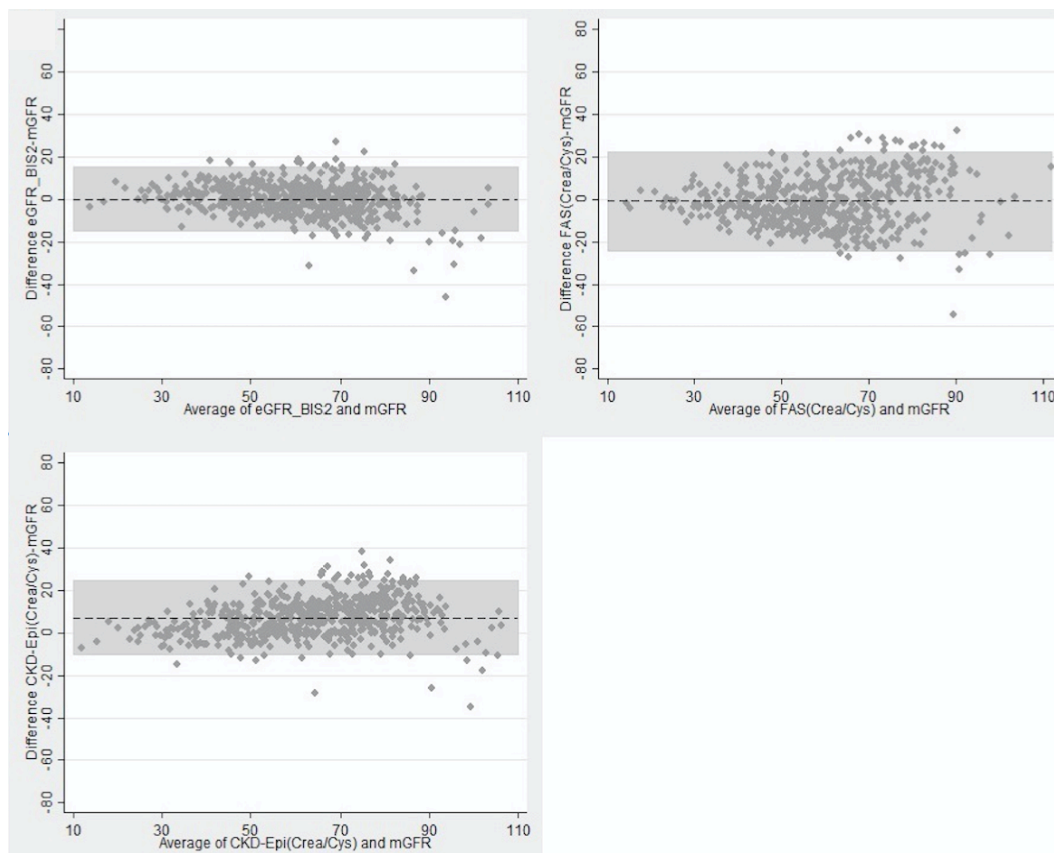 Difference eGFR_BIS2-mGFR
60
40
20
0
-20
-40
-60
-80
10 30 50 70 90 110
Average of eGFR_BIS2 and mGFR
Difference FAS(Crea/Cys)-mGFR
80
60
40
20
0
-20
-40
-60
-80
10 30 50 70 90 110
Average of FAS(Crea/Cys) and mGFR
Difference CKD-Epi(Crea/Cys)-mGFR
80
60
40
20
0
-20
-40
-60
-80
10 30 50 70 90 110
Average of CKD-Epi(Crea/Cys) and mGFR